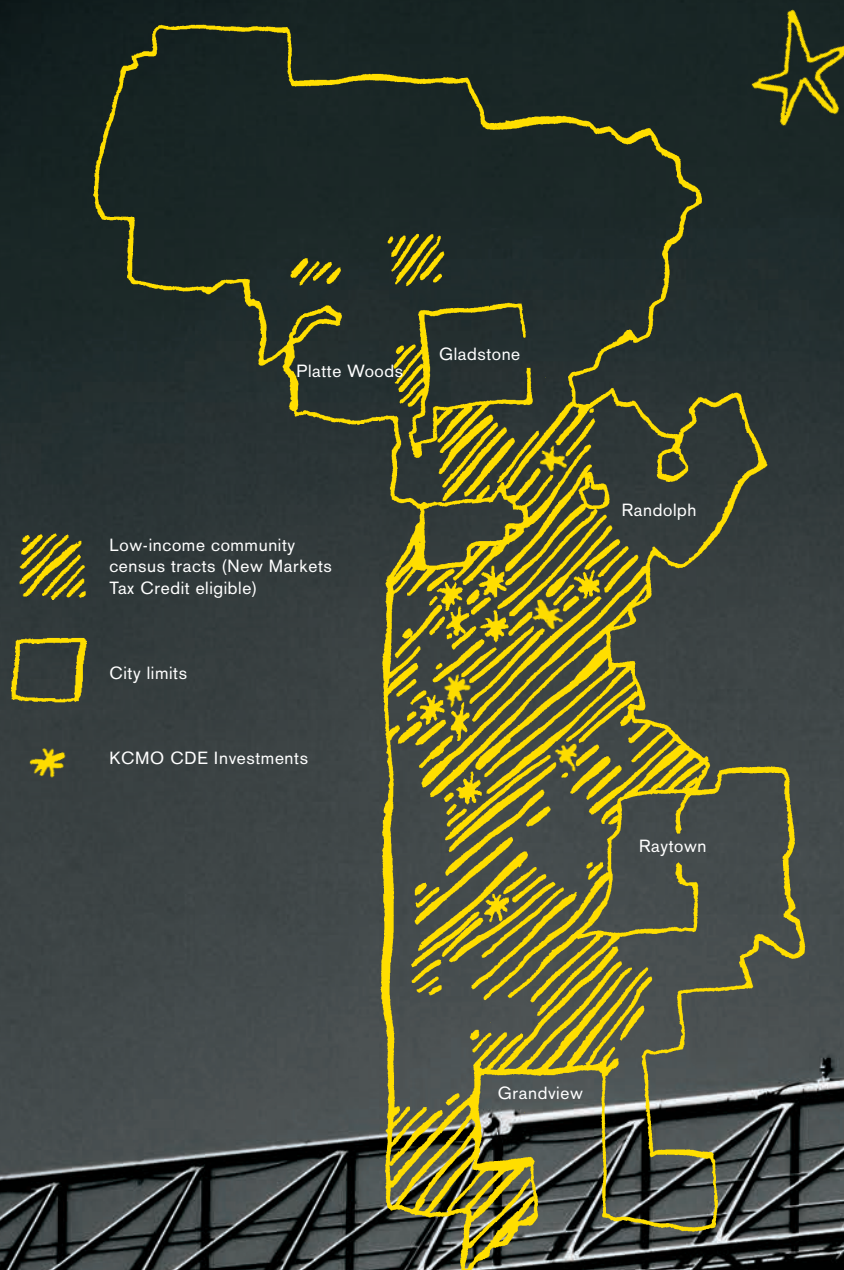 Platte Woods
Gladstone
Randolph
Low-income community
census tracts (New Markets
Tax Credit eligible)
City limits
KCMO CDE Investments
Raytown
Grandview